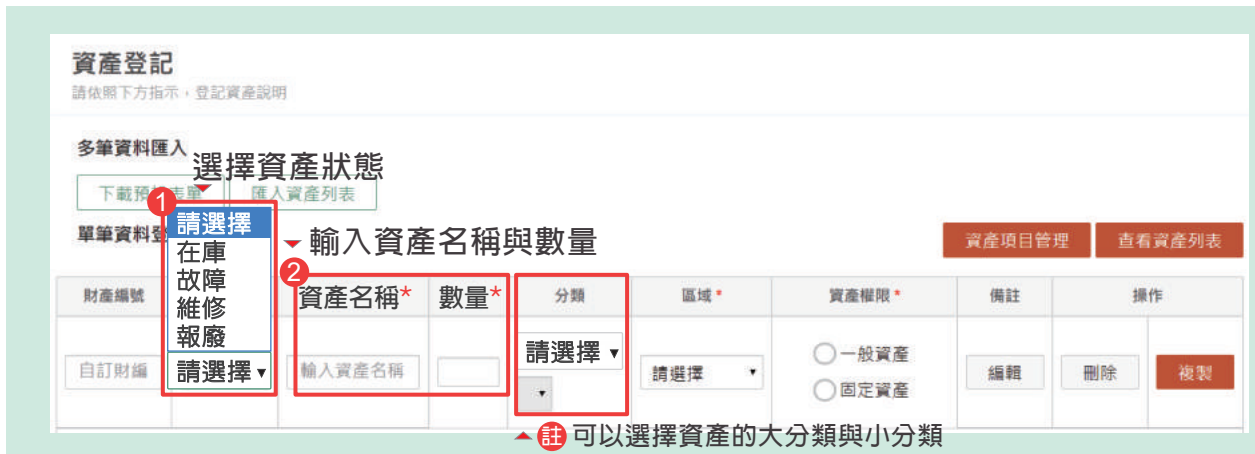 資產登記
請依照下方指示，登記資產說明
多筆資料匯入
選擇資產狀態
下載預 表單 匯入資產列表
1
請選擇
在庫
故障
維修
報廢
請選擇
單筆資料登
輸入資產名稱與數量
資產項目管理 查看資產列表
2
財產編號 資產名稱* 數量* 分類 區域* 資產權限* 備註 操作
自訂財編 輸入資產名稱 請選擇 請選擇 一般資產 編輯 刪除 複製
固定資產
註 可以選擇資產的大分類與小分類